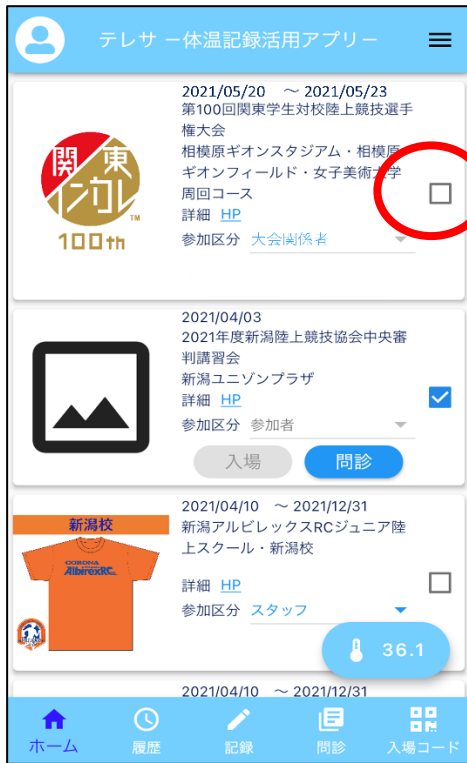 テレサ －体温記録活用アプリ－
2021/05/20 ～ 2021/05/23
第100回関東学生対校陸上競技選手
権大会
相模原ギオンスタジアム・相模原
ギオンフィールド・女子美術大学
周回コース
詳細 HP
参加区分 大会関係者
関東
インカレ
TM
100th
2021/04/03
2021年度新潟陸上競技協会中央審
判講習会
新潟ユニゾンプラザ
詳細 HP
参加区分 参加者
入場 問診
新潟校
CORONA
AlbirexRC
2021/04/10 ～ 2021/12/31
新潟アルビレックスRCジュニア陸
上スクール・新潟校
詳細 HP
参加区分 スタッフ
36.1
2021/04/10 ～ 2021/12/31
ホーム 履歴 記録 問診 入場コード